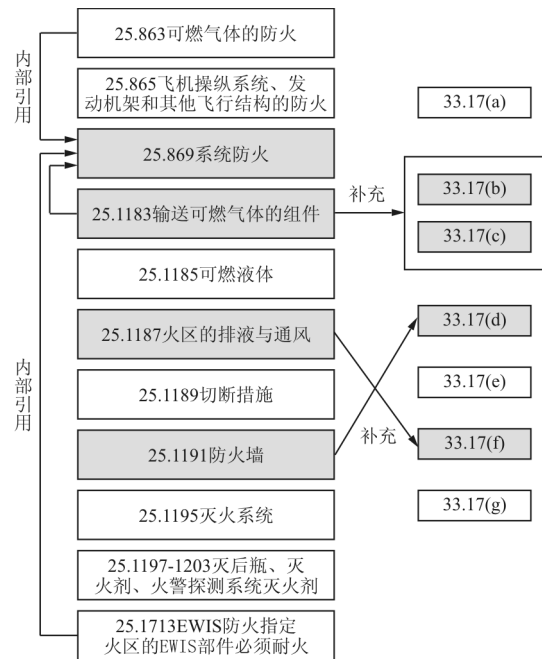 25.863可燃气体的防火
内部引用
25.865飞机操纵系统、发
动机架和其他飞行结构的防火
33.17(a)
25.869系统防火
25.1183输送可燃气体的组件
补充
33.17(b)
33.17(c)
25.1185可燃液体
25.1187火区的排液与通风
33.17(d)
内部引用
25.1189切断措施
33.17(e)
补充
25.1191防火墙
33.17(f)
25.1195灭火系统
33.17(g)
25.1197-1203灭后瓶、灭
火剂、火警探测系统灭火剂
25.1713EWIS防火指定
火区的EWIS部件必须耐火